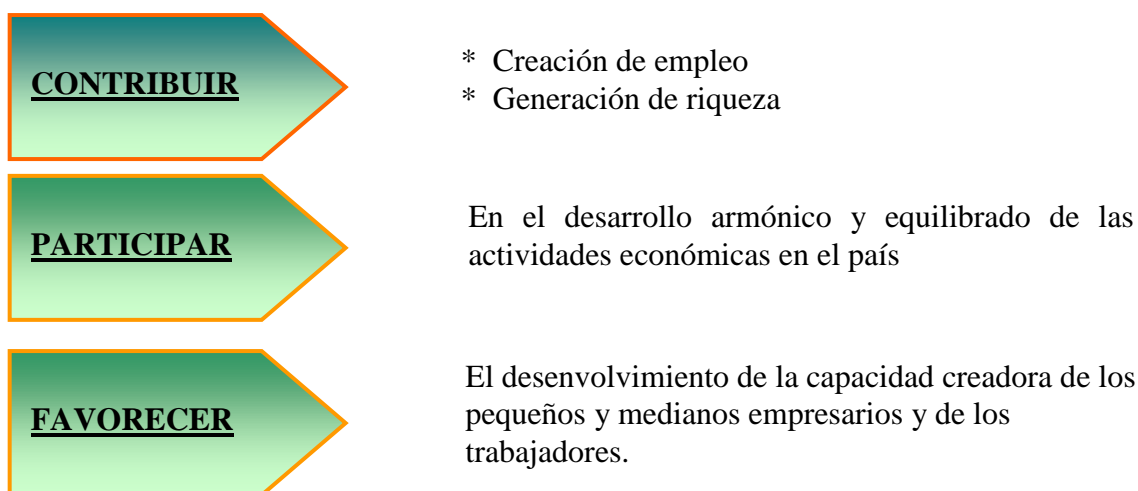 CONTRIBUIR
* Creación de empleo
* Generación de riqueza
PARTICIPAR
En el desarrollo armónico y equilibrado de las
actividades económicas en el país
FAVORECER
El desenvolvimiento de la capacidad creadora de los
pequeños y medianos empresarios y de los
trabajadores.